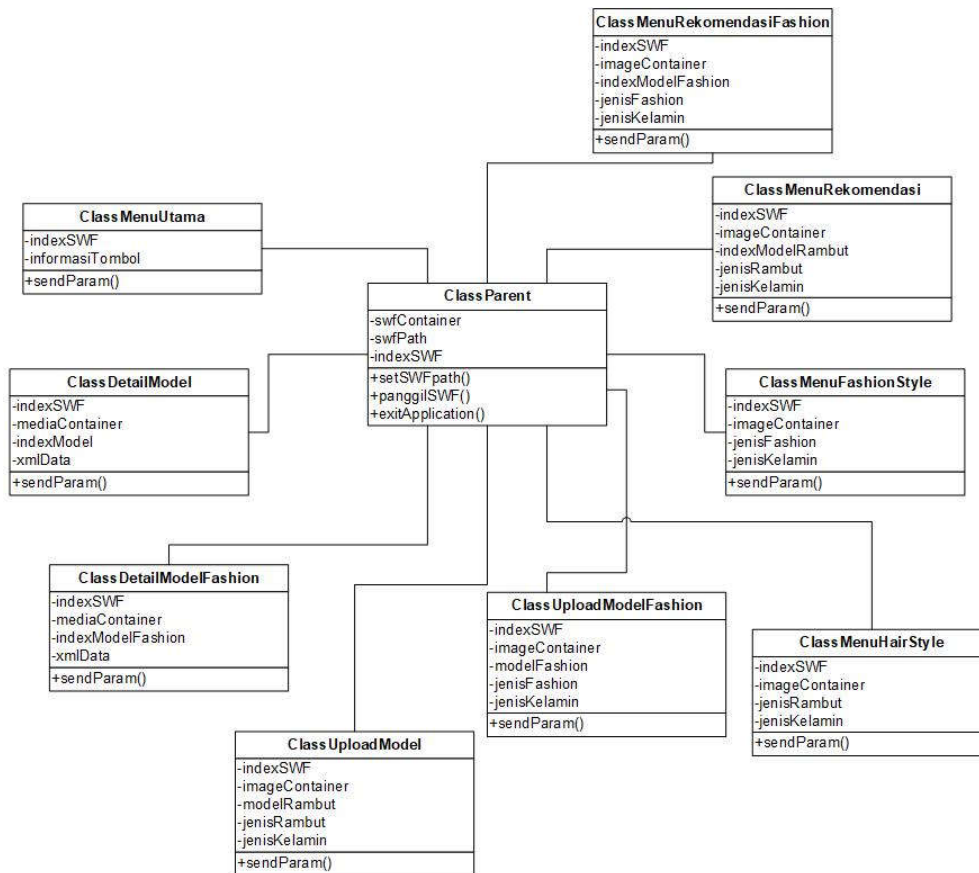 ClassMenuRekomendasiFashion
-indexSWF
-imageContainer
-indexModelFashion
-jenisFashion
-jenisKelamin
+sendParam()
ClassMenuRekomendasi
-indexSWF
-imageContainer
-indexModelRambut
-jenisRambut
-jenisKelamin
+sendParam()
ClassMenuUtama
-indexSWF
-informasiTombol
+sendParam()
ClassParent
-swfContainer
-swfPath
-indexSWF
+setSWFpath()
+panggilSWF()
+exitApplication()
ClassDetailModel
-indexSWF
-mediaContainer
-indexModel
-xmlData
+sendParam()
ClassMenuFashionStyle
-indexSWF
-imageContainer
-jenisFashion
-jenisKelamin
+sendParam()
ClassDetailModelFashion
-indexSWF
-mediaContainer
-indexModelFashion
-xmlData
+sendParam()
ClassUploadModelFashion
-indexSWF
-imageContainer
-modelFashion
-jenisFashion
-jenisKelamin
+sendParam()
ClassMenuHairStyle
-indexSWF
-imageContainer
-jenisRambut
-jenisKelamin
+sendParam()
ClassUploadModel
-indexSWF
-imageContainer
-modelRambut
-jenisRambut
-jenisKelamin
+sendParam()